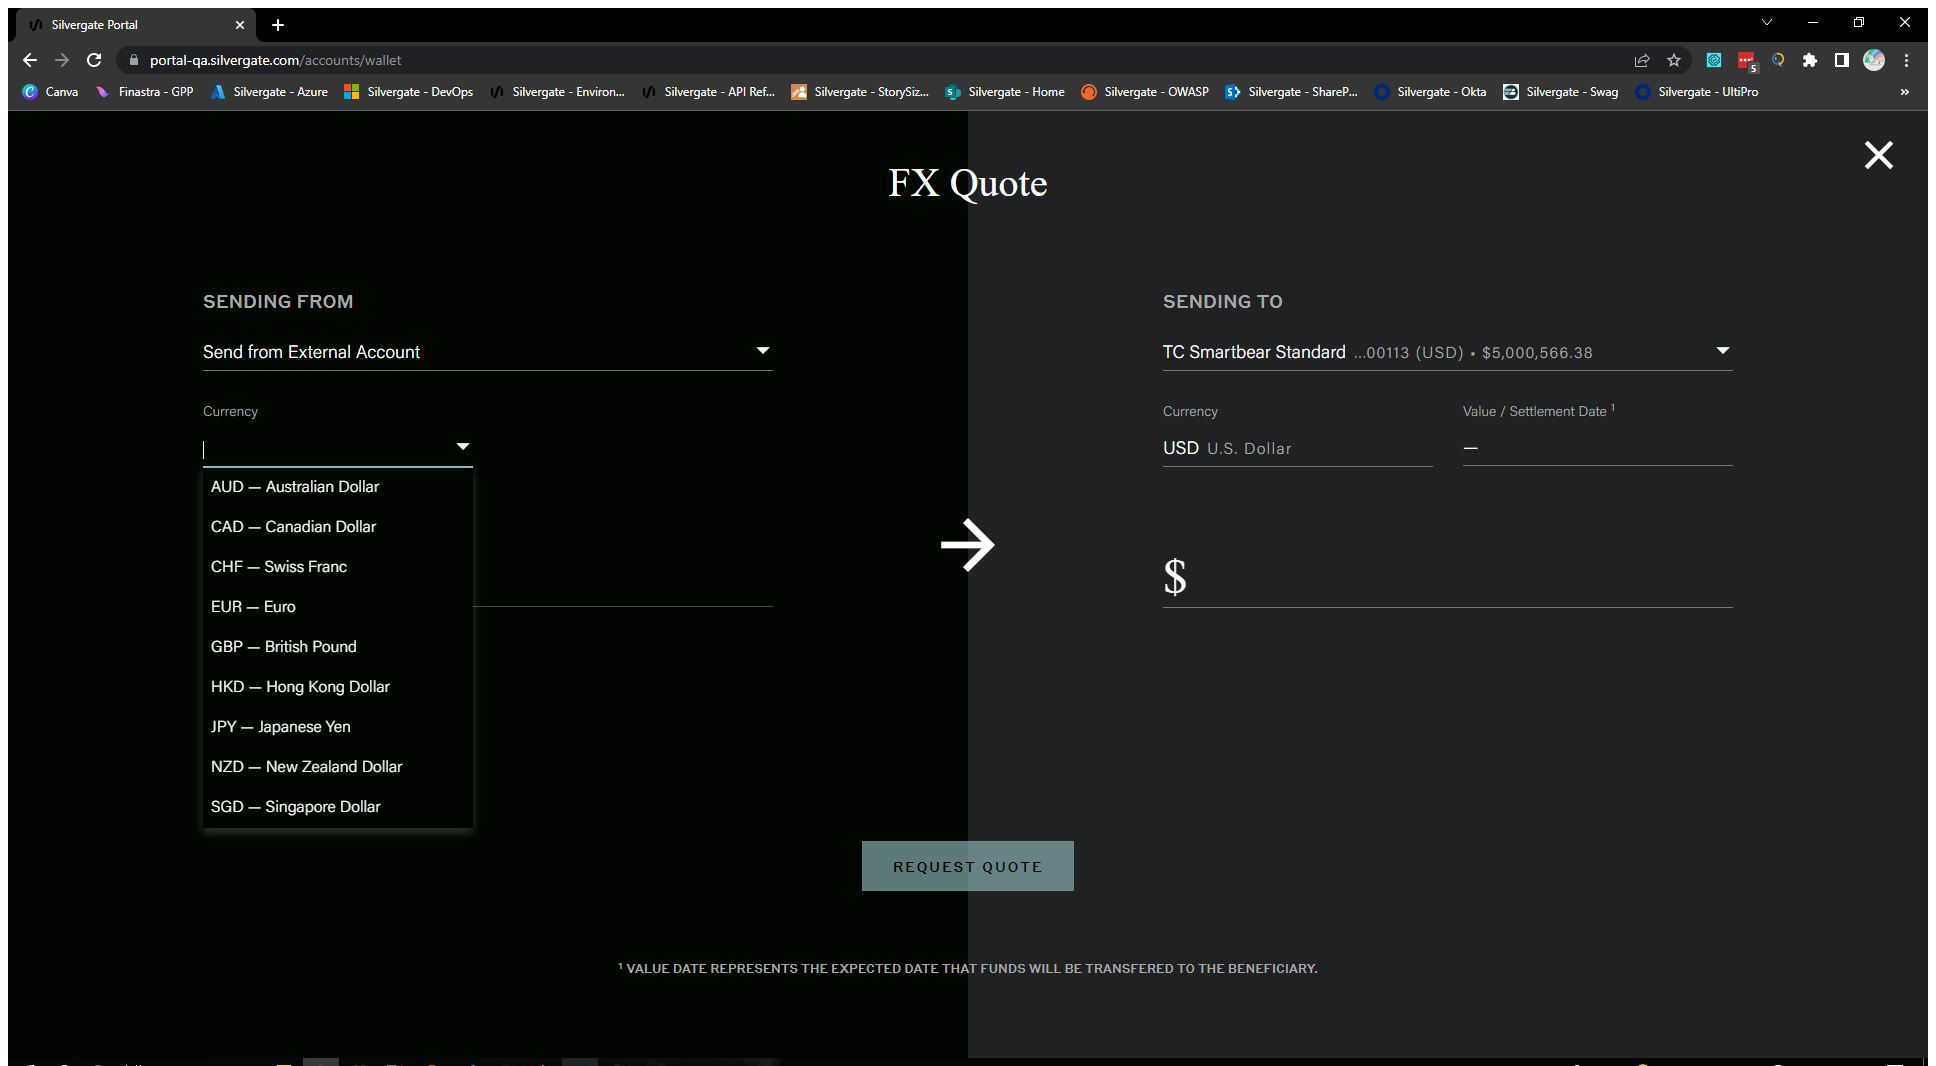 Silvergate Portal
portal-qa.silvergate.com/accounts/wallet
5
Canva
Finastra - GPP
Silvergate - Azure
Silvergate - DevOps
Silvergate - Environ...
Silvergate - API Ref...
Silvergate - StorySiz...
Silvergate - Home
Silvergate - OWASP
Silvergate - ShareP...
Silvergate - Okta
Silvergate - Swag
Silvergate - UltiPro
»
FX Quote
SENDING FROM
Send from External Account
Currency
AUD — Australian Dollar
CAD — Canadian Dollar
CHF — Swiss Franc
EUR — Euro
GBP — British Pound
HKD — Hong Kong Dollar
JPY — Japanese Yen
NZD — New Zealand Dollar
SGD — Singapore Dollar
SENDING TO
TC Smartbear Standard ...00113 (USD) • $5,000,566.38
Currency
USD U.S. Dollar
Value / Settlement Date 1
—
$
REQUEST QUOTE
1 VALUE DATE REPRESENTS THE EXPECTED DATE THAT FUNDS WILL BE TRANSFERED TO THE BENEFICIARY.